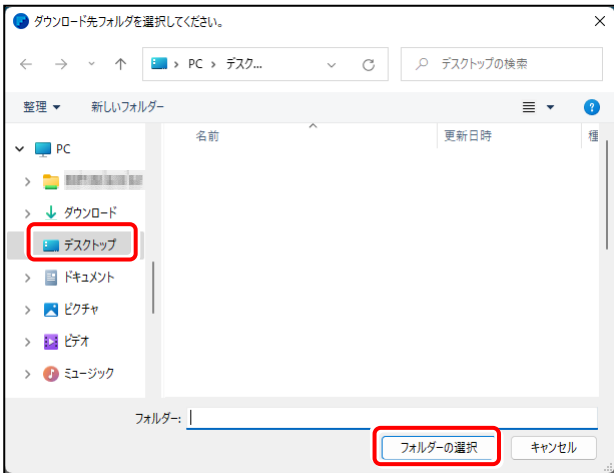 ダウンロード先フォルダを選択してください。
PC › デスク...
デスクトップの検索
整理
新しいフォルダー
名前
更新日時
種
PC
ダウンロード
デスクトップ
ドキュメント
ピクチャ
ビデオ
ミュージック
フォルダー:
フォルダーの選択
キャンセル